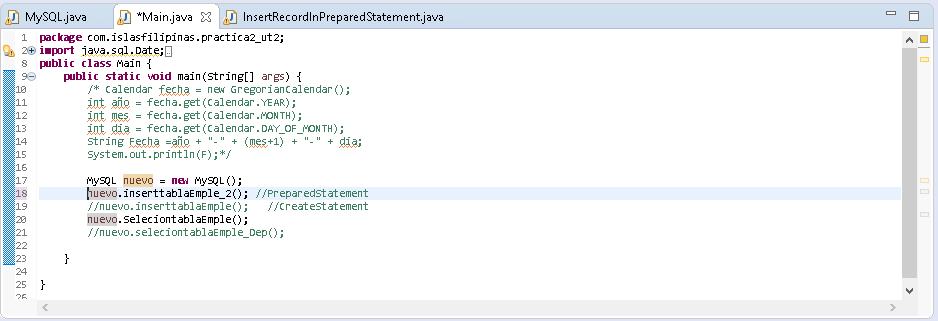 MySQL.java *Main.java InsertRecordInPreparedStatement.java
1 package com.islasfilipinas.practica2_ut2;
2 import java.sql.Date;
8 public class Main {
9 public static void main(String[] args) {
10 /* Calendar fecha = new GregorianCalendar();
11 int año = fecha.get(Calendar.YEAR);
12 int mes = fecha.get(Calendar.MONTH);
13 int dia = fecha.get(Calendar.DAY_OF_MONTH);
14 String Fecha =año + "-" + (mes+1) + "-" + dia;
15 System.out.println(F);*/
16
17 MySQL nuevo = new MySQL();
18 nuevo.inserttablaEmple_2(); //PreparedStatement
19 //nuevo.inserttablaEmple(); //CreateStatement
20 nuevo.SeleciontablaEmple();
21 //nuevo.seleciontablaEmple_Dep();
22
23 }
24
25 }
26